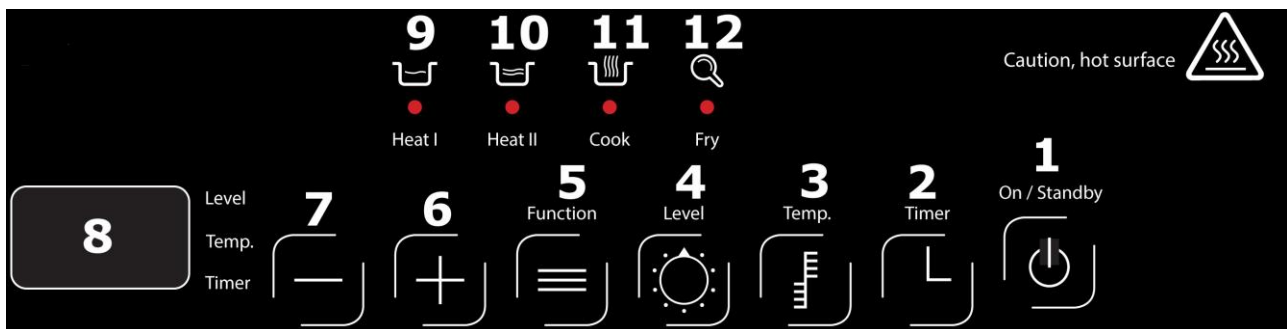 9 10 11 12
Caution, hot surface
Heat I Heat II Cook Fry
1
On / Standby
5 4 3 2
7 6
Function Level Temp. Timer
Level
8
Temp.
Timer